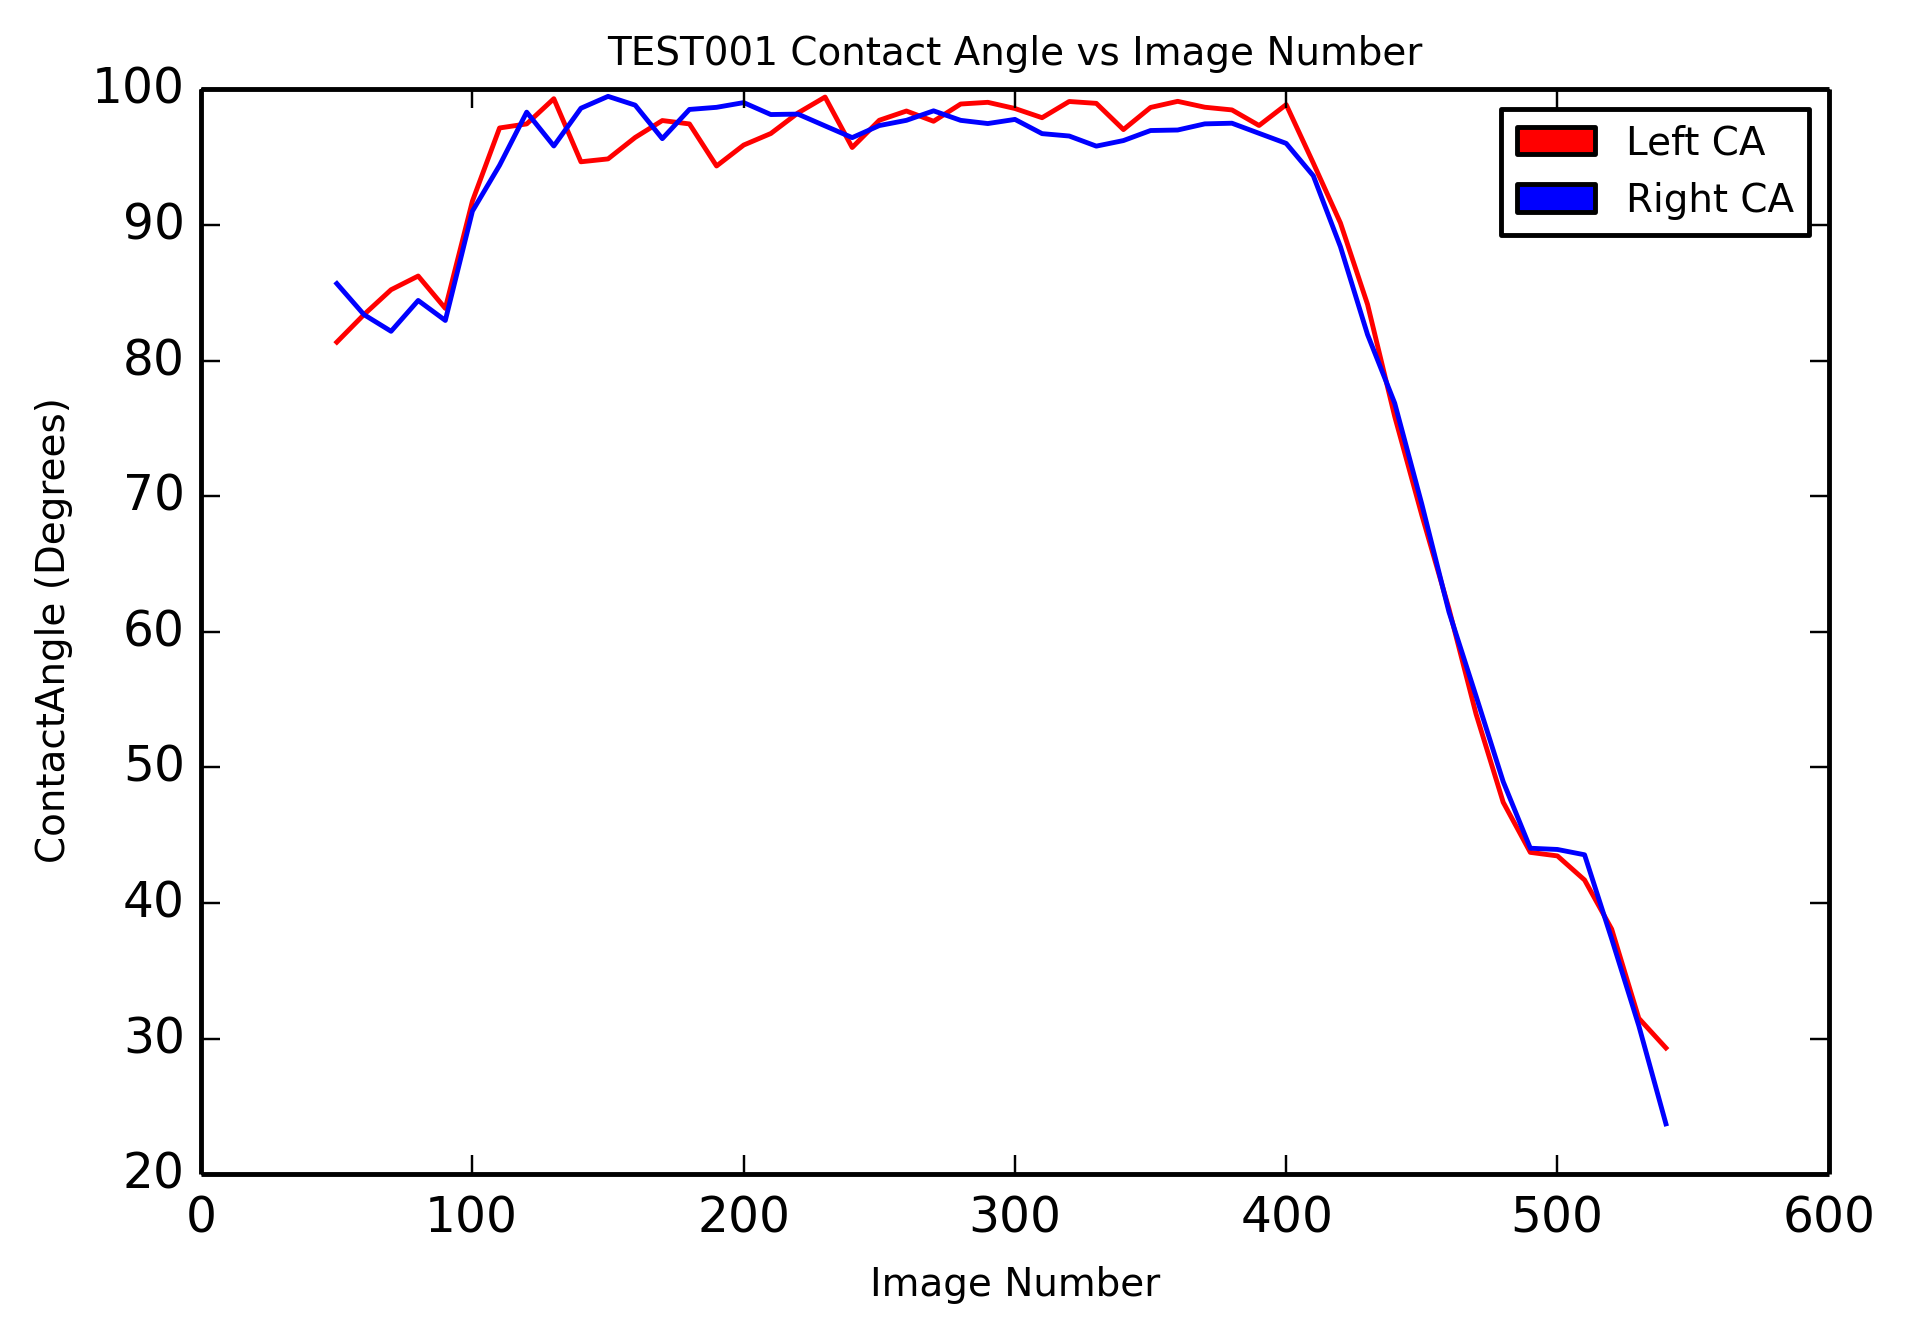 TEST001 Contact Angle vs Image Number
100
90
80
70
60
50
40
30
20
ContactAngle (Degrees)
Left CA
Right CA
0 100 200 300 400 500 600
Image Number